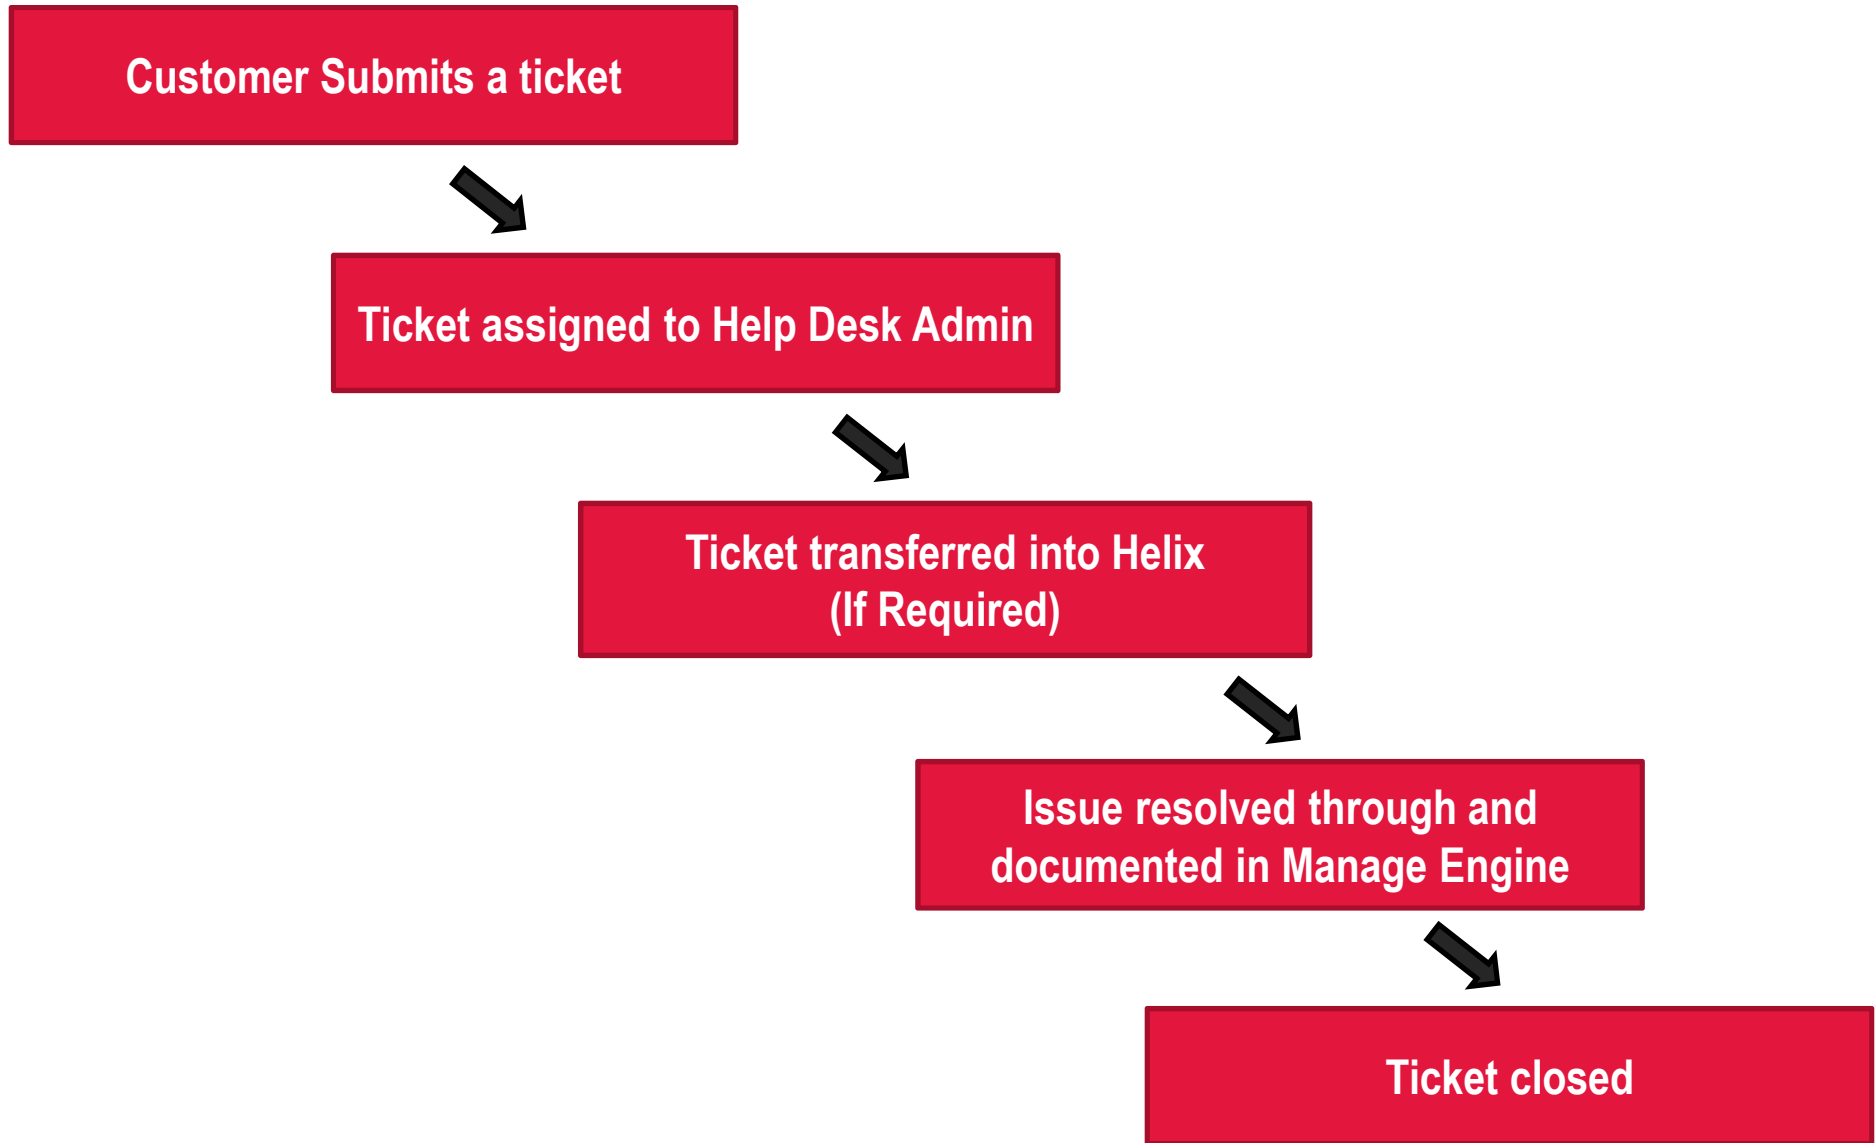 Customer Submits a ticket
Ticket assigned to Help Desk Admin
Ticket transferred into Helix
(If Required)
Issue resolved through and
documented in Manage Engine
Ticket closed